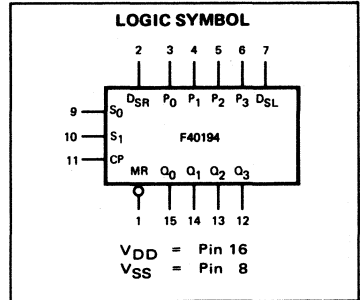 LOGIC SYMBOL
2 3 4 5 6 7
DSR P0 P1 P2 P3 DSL
9 S0
10 S1 F40194
11 CP
MR Q0 Q1 Q2 Q3
1 15 14 13 12
VDD = Pin 16
VSS = Pin 8